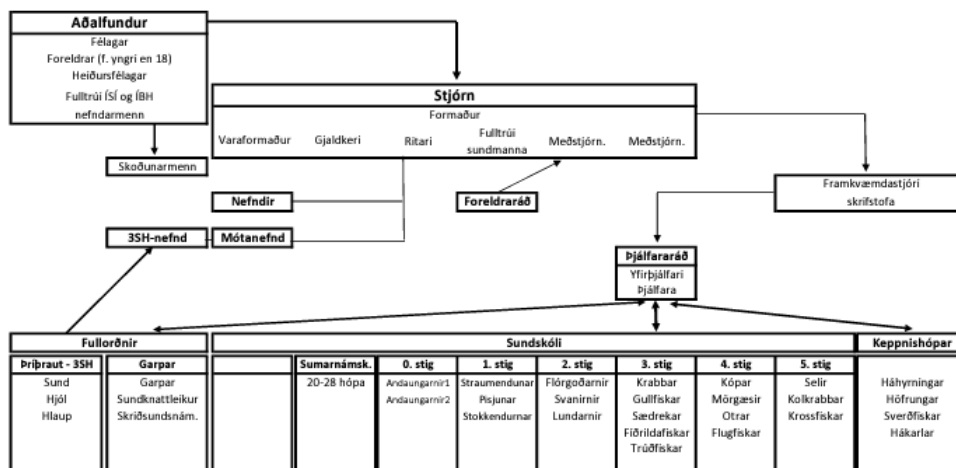 Aðalfundur
Félagar
Foreldrar (f. yngri en 18)
Heiðursfélagar
Fulltrúi ÍSÍ og ÍBH
nefndarmenn
Skoðunarmenn
Stjórn
Formaður
Varaformaður
Gjaldkeri
Ritari
Fulltrúi
sundmanna
Meðstjórn.
Meðstjórn.
Nefndir
Foreldraráð
Framkvæmdastjóri
skrifstofa
3SH-nefnd
Mótanefnd
Þjálfararáð
Yfirþjálfari
Þjálfara
Fullorðnir
Sundskóli
Keppnishópar
Þríþraut - 3SH
Sund
Hjól
Hlaup
Garpar
Garpar
Sundknattleikur
Skriðsundsnám.
Sumarnámsk.
20-28 hópa
0. stig
Andaungarnir1
Andaungarnir2
1. stig
Straumendunar
Pisjunar
Stokkendurnar
2. stig
Flórgoðarnir
Svanirnir
Lundarnir
3. stig
Krabbar
Gullfiskar
Sædrekar
Fiðrildafiskar
Trúðfiskar
4. stig
Kópar
Mörgæsir
Otrar
Flugfiskar
5. stig
Selir
Kolkrabbar
Krossfiskar
Háhyrningar
Höfrungar
Sverðfiskar
Hákarlar